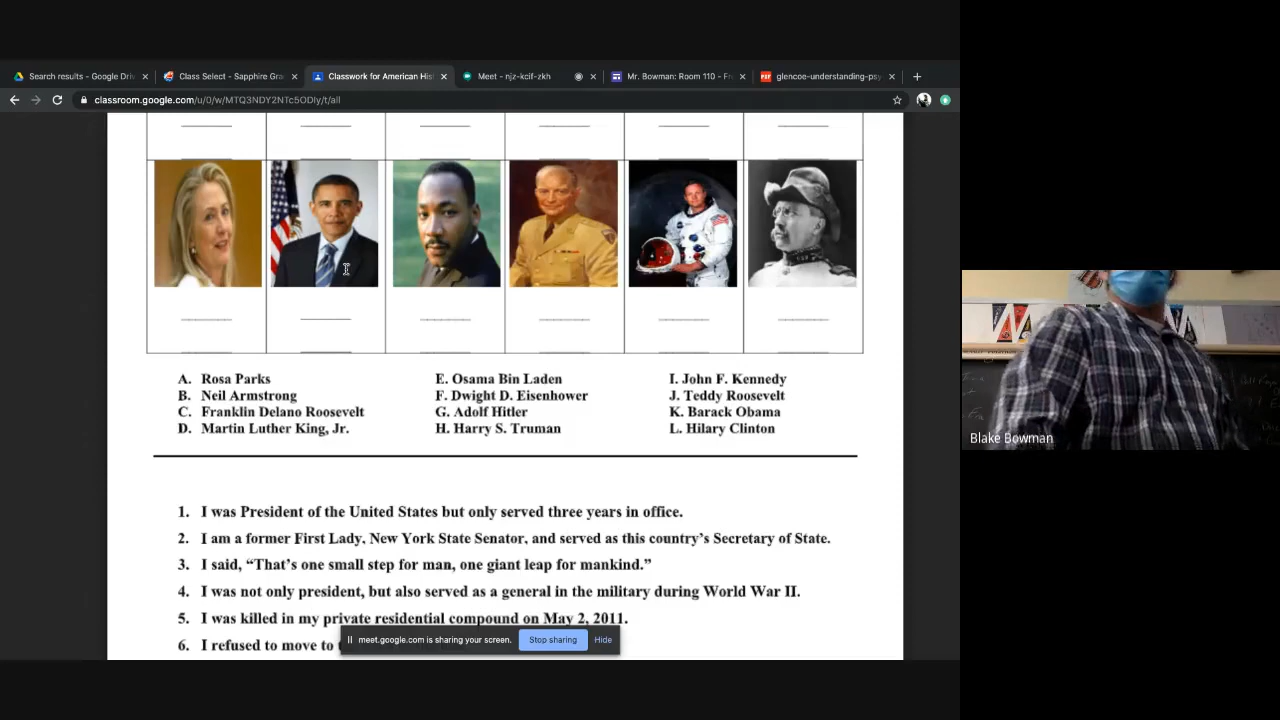 Search results - Google Driv
Class Select - Sapphire Gra
Classwork for American His
Meet - njz-kcif-zkh
Mr. Bowman: Room 110 - Fr
glencoe-understanding-psy
classroom.google.com/u/0/w/MTQ3NDY2NTc5ODIy/t/all
A. Rosa Parks
B. Neil Armstrong
C. Franklin Delano Roosevelt
D. Martin Luther King, Jr.
E. Osama Bin Laden
F. Dwight D. Eisenhower
G. Adolf Hitler
H. Harry S. Truman
I. John F. Kennedy
J. Teddy Roosevelt
K. Barack Obama
L. Hilary Clinton
1. I was President of the United States but only served three years in office.
2. I am a former First Lady, New York State Senator, and served as this country's Secretary of State.
3. I said, “That's one small step for man, one giant leap for mankind.”
4. I was not only president, but also served as a general in the military during World War II.
5. I was killed in my private residential compound on May 2, 2011.
6. I refused to move to
meet.google.com is sharing your screen.
Stop sharing
Hide
Blake Bowman